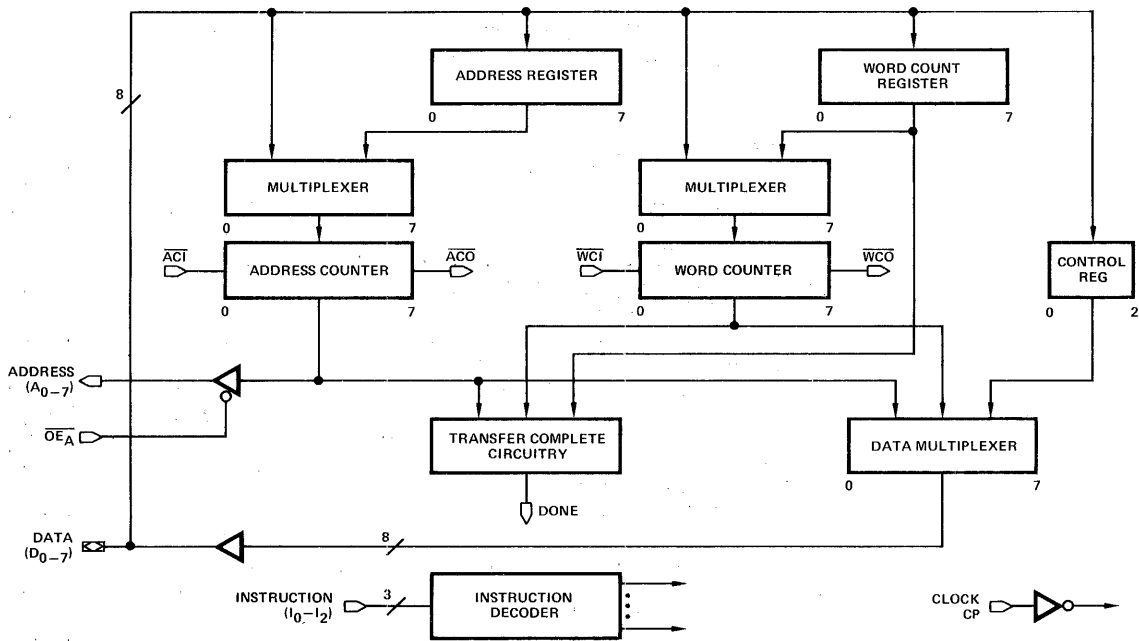 8
ADDRESS REGISTER
0 7
WORD COUNT
REGISTER
0 7
MULTIPLEXER
0 7
MULTIPLEXER
0 7
ACI
ADDRESS COUNTER
ACO
0 7
WCI
WORD COUNTER
WCO
0 7
CONTROL
REG
0 2
ADDRESS
(A0–7)
OEA
TRANSFER COMPLETE
CIRCUITRY
DATA MULTIPLEXER
0 7
DONE
DATA
(D0–7)
8
INSTRUCTION
(I0–I2)
3
INSTRUCTION
DECODER
CLOCK
CP